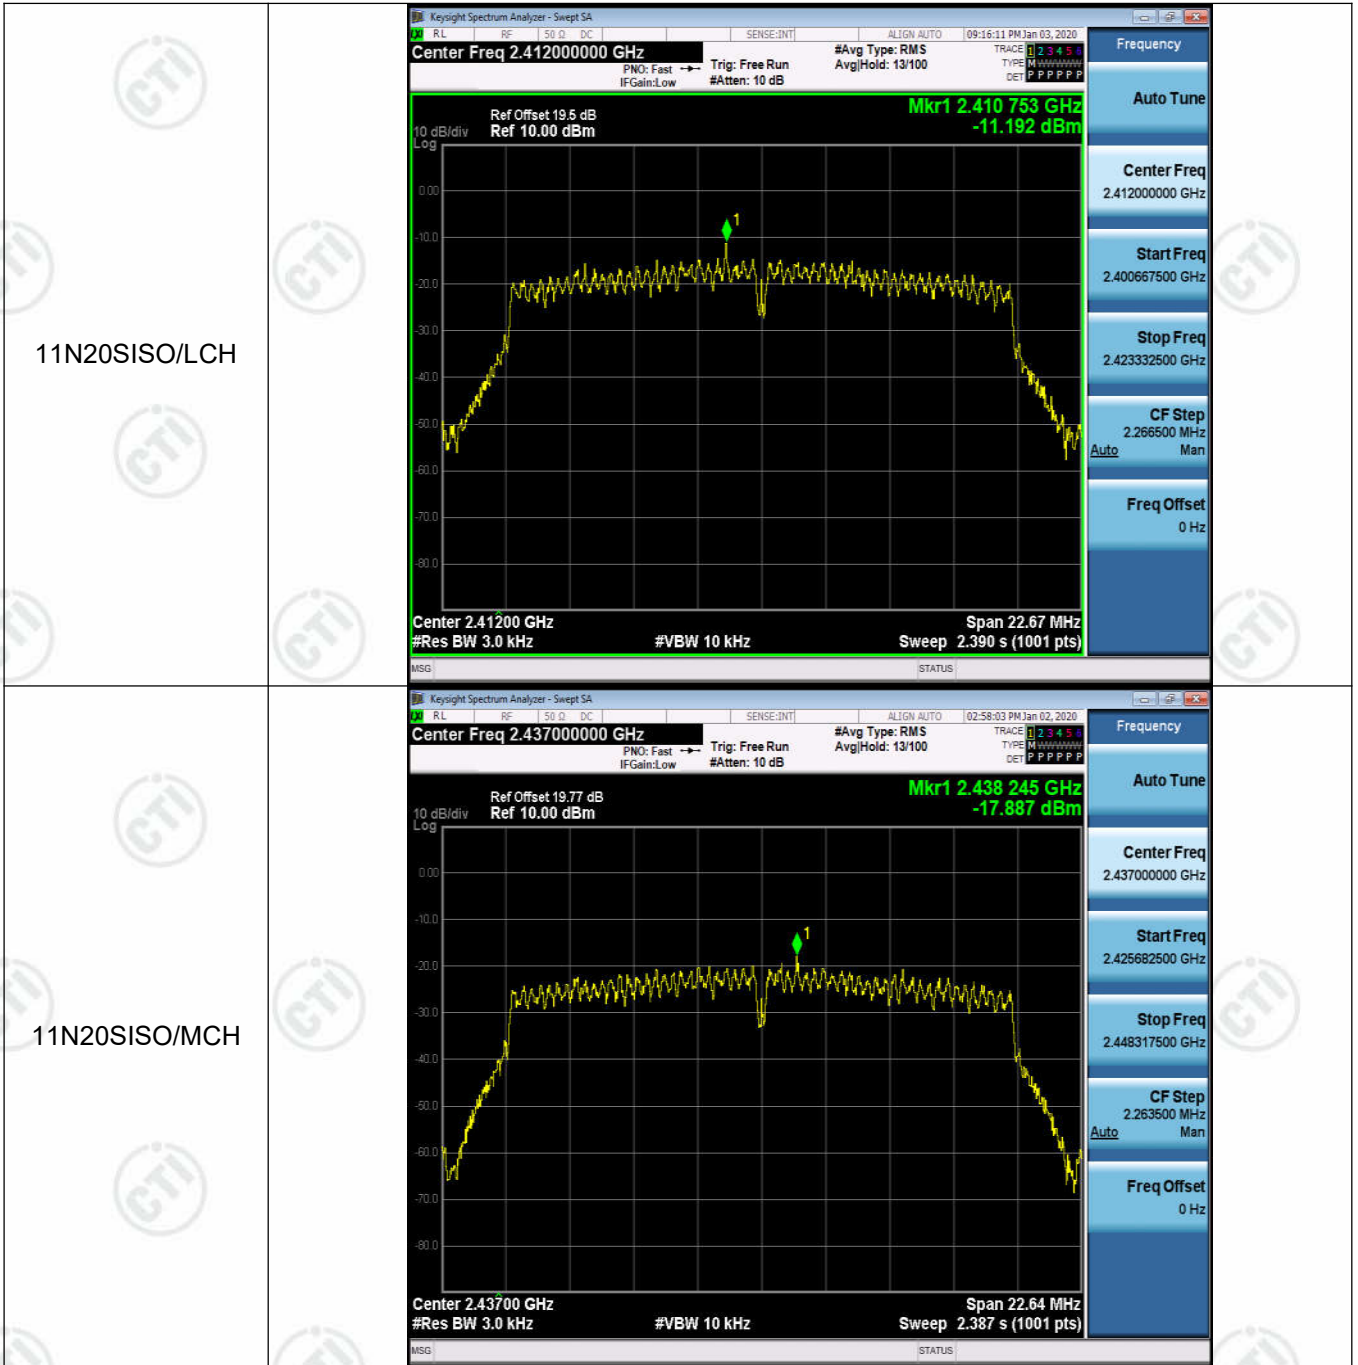 11N20SISO/LCH
Keysight Spectrum Analyzer - Swept SA
RL RF 50 Ω DC SENSE:INT ALIGN AUTO 09:16:11 PM Jan 03, 2020
Center Freq 2.412000000 GHz
PNO: Fast
IFGain:Low
Trig: Free Run
#Atten: 10 dB
#Avg Type: RMS
Avg|Hold: 13/100
TRACE 1 2 3 4 5 6
TYPE M WWWWW
DET P P P P P P
Mkr1 2.410 753 GHz
-11.192 dBm
Ref Offset 19.5 dB
10 dB/div Ref 10.00 dBm
Log
0.00
-10.0
-20.0
-30.0
-40.0
-50.0
-60.0
-70.0
-80.0
1
Center 2.41200 GHz Span 22.67 MHz
#Res BW 3.0 kHz #VBW 10 kHz Sweep 2.390 s (1001 pts)
MSG STATUS
Frequency
Auto Tune
Center Freq
2.412000000 GHz
Start Freq
2.400667500 GHz
Stop Freq
2.423332500 GHz
CF Step
2.266500 MHz
Auto Man
Freq Offset
0 Hz
11N20SISO/MCH
Keysight Spectrum Analyzer - Swept SA
RL RF 50 Ω DC SENSE:INT ALIGN AUTO 02:58:03 PM Jan 02, 2020
Center Freq 2.437000000 GHz
PNO: Fast
IFGain:Low
Trig: Free Run
#Atten: 10 dB
#Avg Type: RMS
Avg|Hold: 13/100
TRACE 1 2 3 4 5 6
TYPE M WWWWW
DET P P P P P P
Mkr1 2.438 245 GHz
-17.887 dBm
Ref Offset 19.77 dB
10 dB/div Ref 10.00 dBm
Log
0.00
-10.0
-20.0
-30.0
-40.0
-50.0
-60.0
-70.0
-80.0
1
Center 2.43700 GHz Span 22.64 MHz
#Res BW 3.0 kHz #VBW 10 kHz Sweep 2.387 s (1001 pts)
MSG STATUS
Frequency
Auto Tune
Center Freq
2.437000000 GHz
Start Freq
2.425682500 GHz
Stop Freq
2.448317500 GHz
CF Step
2.263500 MHz
Auto Man
Freq Offset
0 Hz
CTI